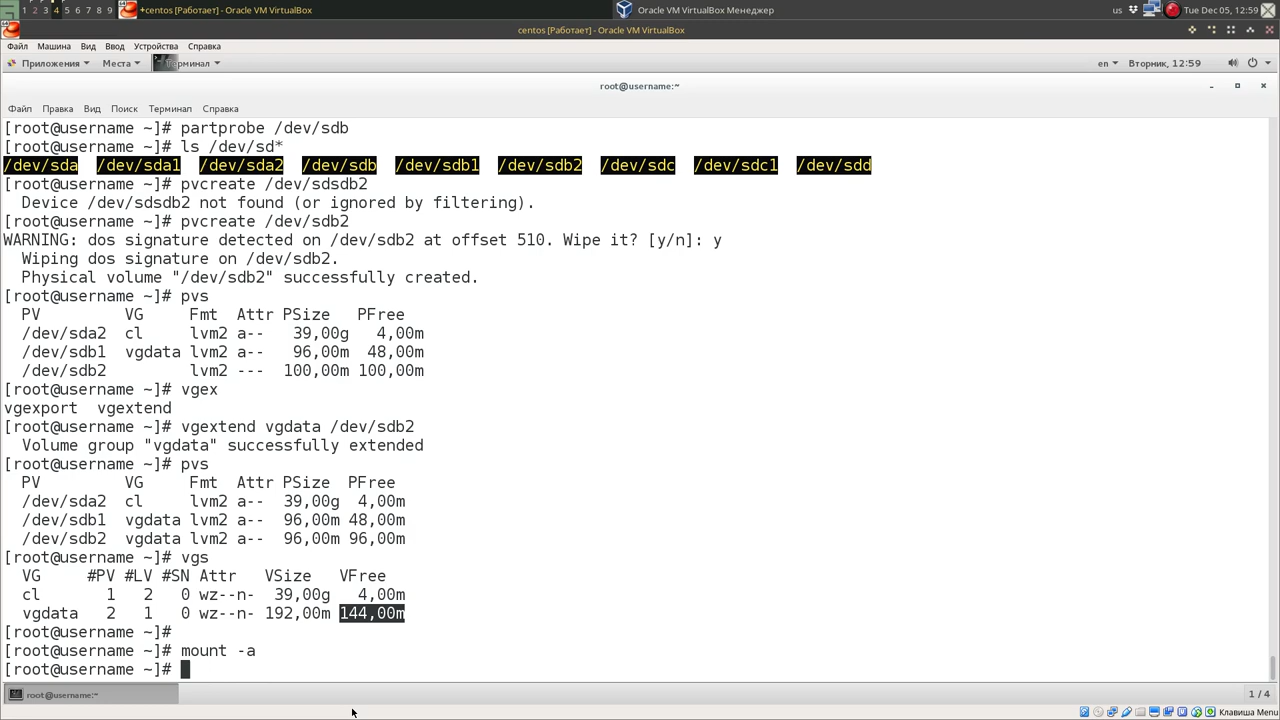 1 2 3 4 5 6 7 8 9 *centos [Работает] - Oracle VM VirtualBox Oracle VM VirtualBox Менеджер us Tue Dec 05, 12:59
centos [Работает] - Oracle VM VirtualBox
Файл Машина Вид Ввод Устройства Справка
Приложения Места Терминал en Вторник, 12:59
root@username:~
Файл Правка Вид Поиск Терминал Справка
[root@username ~]# partprobe /dev/sdb
[root@username ~]# ls /dev/sd*
/dev/sda /dev/sda1 /dev/sda2 /dev/sdb /dev/sdb1 /dev/sdb2 /dev/sdc /dev/sdc1 /dev/sdd
[root@username ~]# pvcreate /dev/sdsdb2
Device /dev/sdsdb2 not found (or ignored by filtering).
[root@username ~]# pvcreate /dev/sdb2
WARNING: dos signature detected on /dev/sdb2 at offset 510. Wipe it? [y/n]: y
Wiping dos signature on /dev/sdb2.
Physical volume "/dev/sdb2" successfully created.
[root@username ~]# pvs
PV VG Fmt Attr PSize PFree
/dev/sda2 cl lvm2 a-- 39,00g 4,00m
/dev/sdb1 vgdata lvm2 a-- 96,00m 48,00m
/dev/sdb2 lvm2 --- 100,00m 100,00m
[root@username ~]# vgex
vgexport vgextend
[root@username ~]# vgextend vgdata /dev/sdb2
Volume group "vgdata" successfully extended
[root@username ~]# pvs
PV VG Fmt Attr PSize PFree
/dev/sda2 cl lvm2 a-- 39,00g 4,00m
/dev/sdb1 vgdata lvm2 a-- 96,00m 48,00m
/dev/sdb2 vgdata lvm2 a-- 96,00m 96,00m
[root@username ~]# vgs
VG #PV #LV #SN Attr VSize VFree
cl 1 2 0 wz--n- 39,00g 4,00m
vgdata 2 1 0 wz--n- 192,00m 144,00m
[root@username ~]#
[root@username ~]# mount -a
[root@username ~]#
root@username:~ 1 / 4
Клавиша Menu